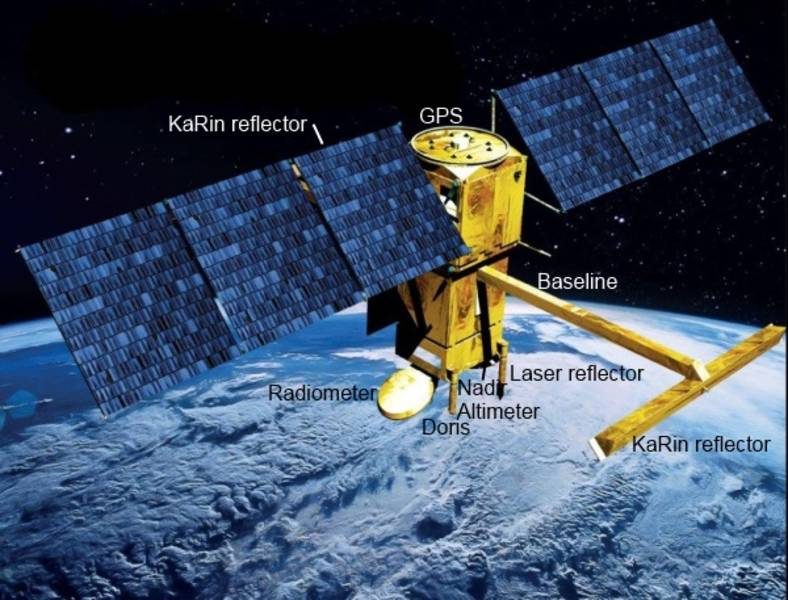 GPS
KaRin reflector
Baseline
Laser reflector
Radiometer
Nadir
Altimeter
Doris
KaRin reflector